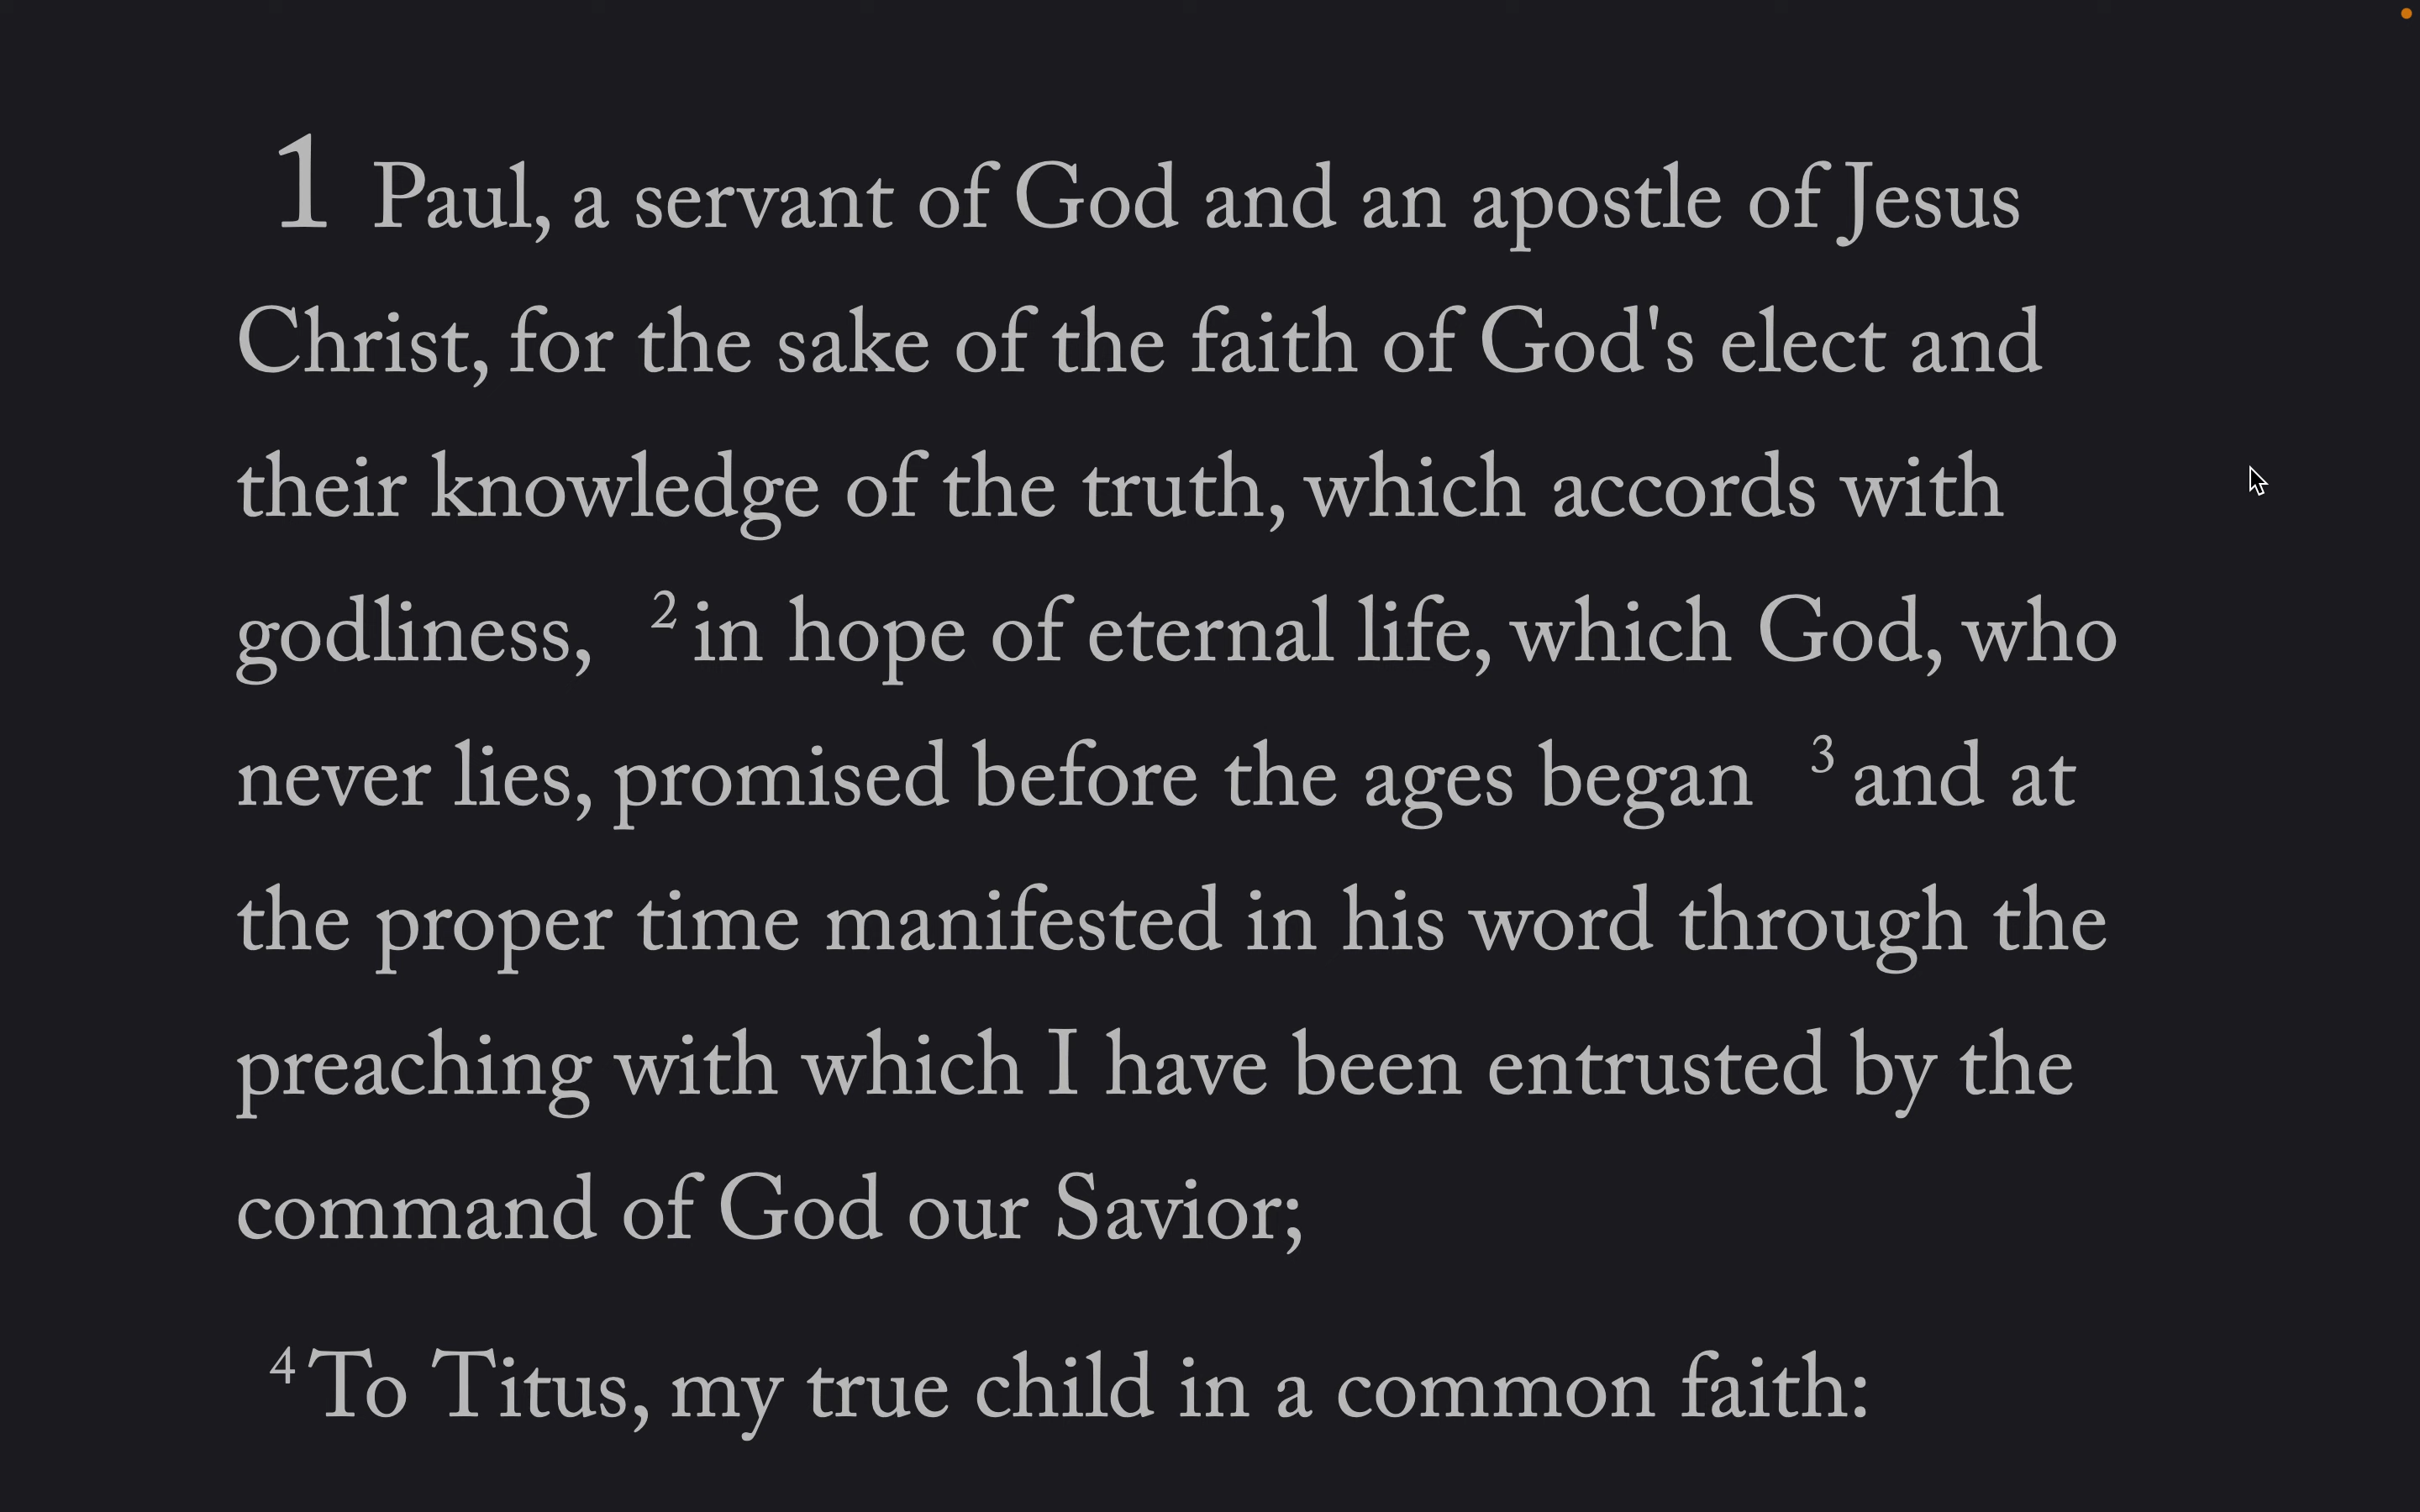 1 Paul, a servant of God and an apostle of Jesus
Christ, for the sake of the faith of God's elect and
their knowledge of the truth, which accords with
godliness, 2 in hope of eternal life, which God, who
never lies, promised before the ages began 3 and at
the proper time manifested in his word through the
preaching with which I have been entrusted by the
command of God our Savior;
4 To Titus, my true child in a common faith: